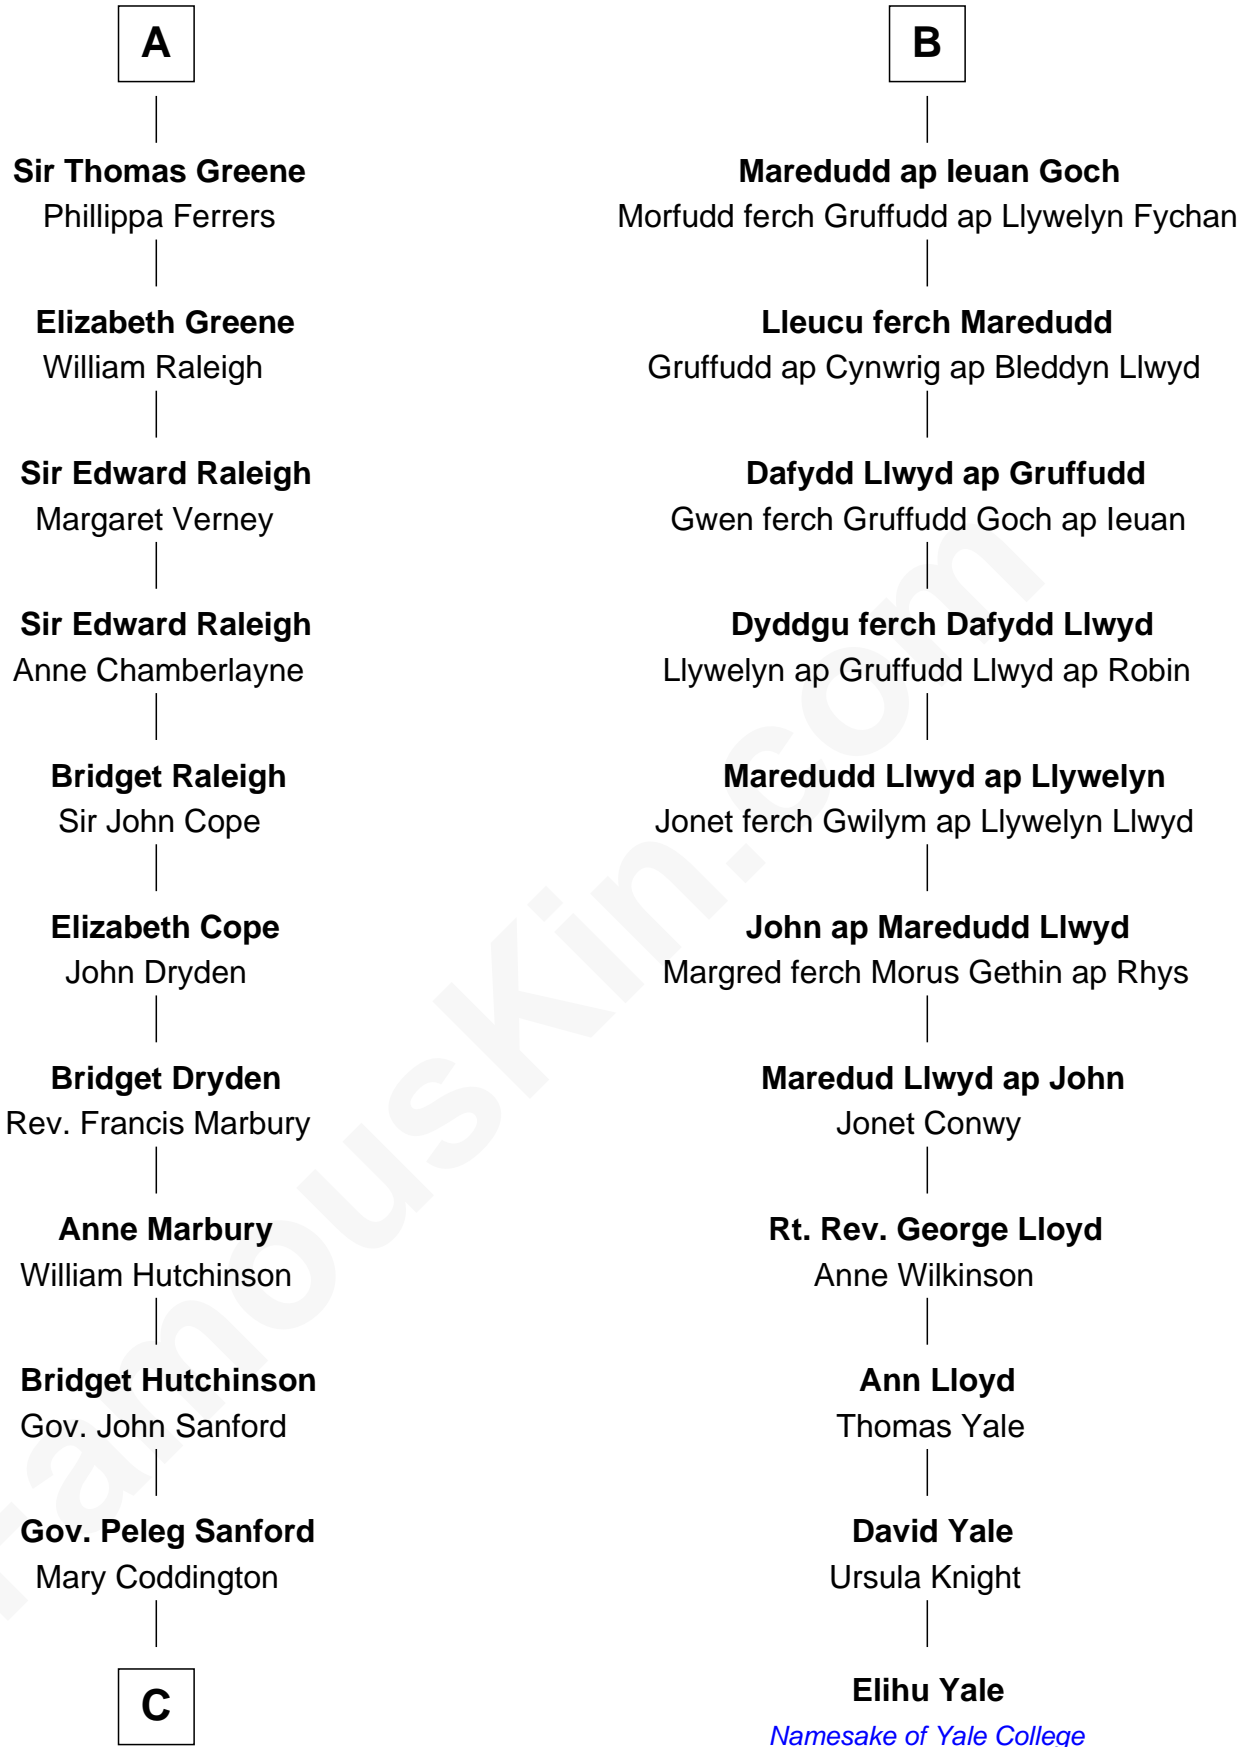 A
Sir Thomas Greene
Phillippa Ferrers
Elizabeth Greene
William Raleigh
Sir Edward Raleigh
Margaret Verney
Sir Edward Raleigh
Anne Chamberlayne
Bridget Raleigh
Sir John Cope
Elizabeth Cope
John Dryden
Bridget Dryden
Rev. Francis Marbury
Anne Marbury
William Hutchinson
Bridget Hutchinson
Gov. John Sanford
Gov. Peleg Sanford
Mary Coddington
C
B
Maredudd ap Ieuan Goch
Morfudd ferch Gruffudd ap Llywelyn Fychan
Lleucu ferch Maredudd
Gruffudd ap Cynwrig ap Bleddyn Llwyd
Dafydd Llwyd ap Gruffudd
Gwen ferch Gruffudd Goch ap Ieuan
Dyddgu ferch Dafydd Llwyd
Llywelyn ap Gruffudd Llwyd ap Robin
Maredudd Llwyd ap Llywelyn
Jonet ferch Gwilym ap Llywelyn Llwyd
John ap Maredudd Llwyd
Margred ferch Morus Gethin ap Rhys
Maredud Llwyd ap John
Jonet Conwy
Rt. Rev. George Lloyd
Anne Wilkinson
Ann Lloyd
Thomas Yale
David Yale
Ursula Knight
Elihu Yale
Namesake of Yale College
FamousKin.com